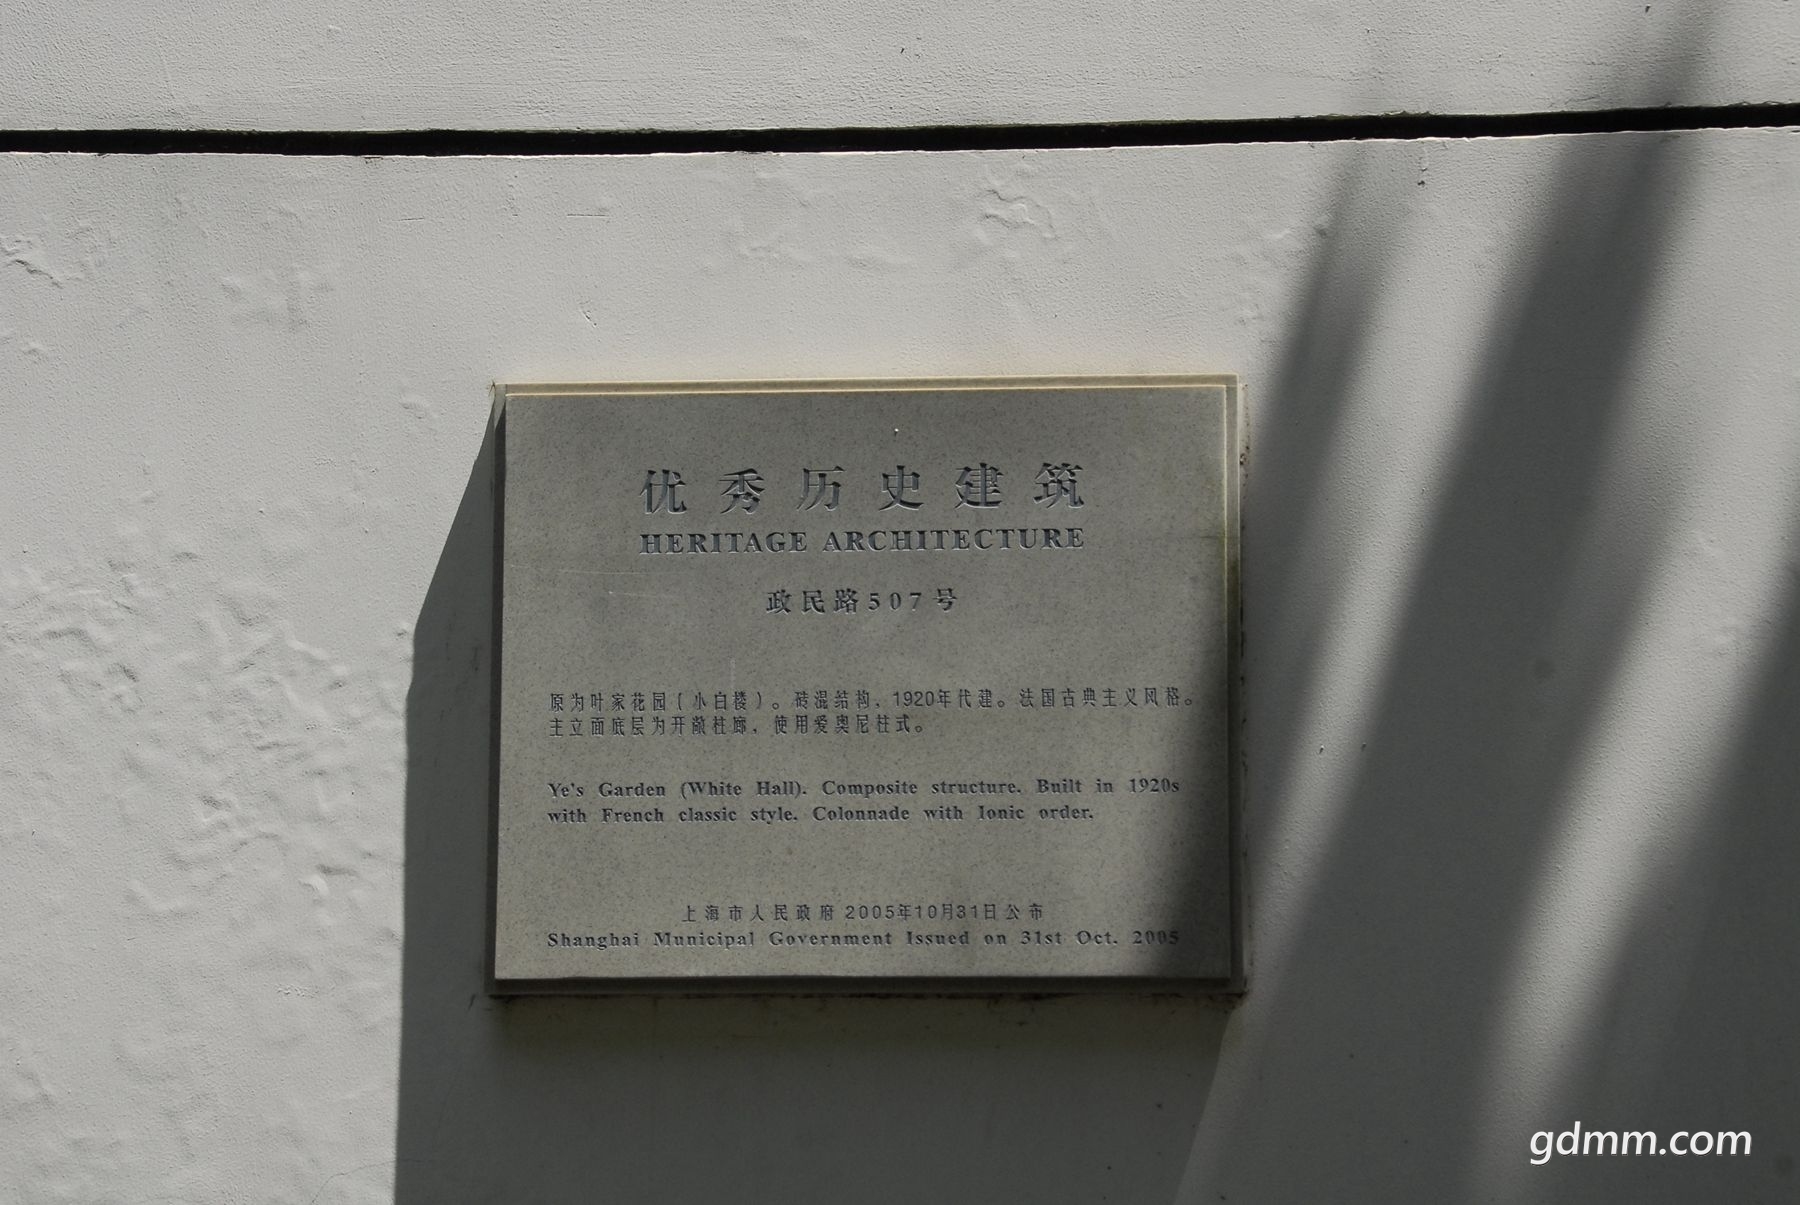 优秀历史建筑
HERITAGE ARCHITECTURE
政民路507号
原为叶家花园（小白楼）。砖混结构，1920年代建。法国古典主义风格。
主立面底层为开敞柱廊，使用爱奥尼柱式。
Ye's Garden (White Hall). Composite structure. Built in 1920s
with French classic style. Colonnade with Ionic order.
上海市人民政府 2005年10月31日公布
Shanghai Municipal Government Issued on 31st Oct. 2005
gdmm.com